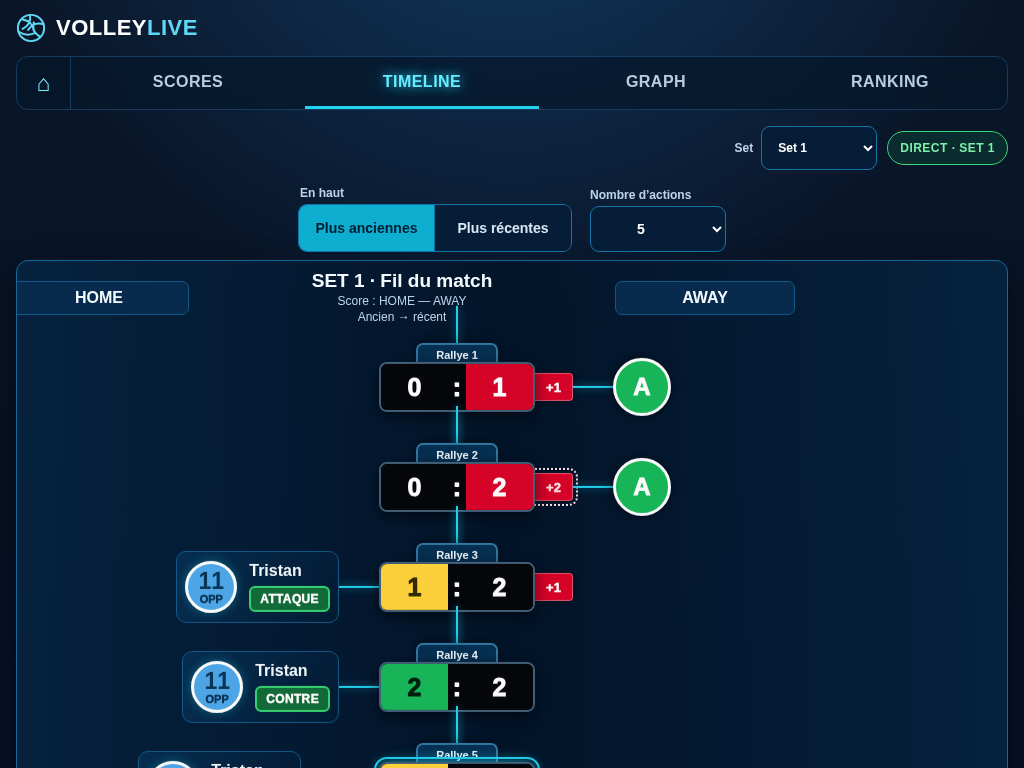 VOLLEYLIVE
SCORES
TIMELINE
GRAPH
RANKING
Set
Set 1
DIRECT · SET 1
En haut
Nombre d'actions
Plus anciennes
Plus récentes
5
HOME
SET 1 · Fil du match
AWAY
Score : HOME — AWAY
Ancien → récent
Rallye 1
0 : 1
+1
A
Rallye 2
0 : 2
+2
A
Rallye 3
11
OPP
Tristan
ATTAQUE
1 : 2
+1
Rallye 4
11
OPP
Tristan
CONTRE
2 : 2
Rallye 5
Tristan